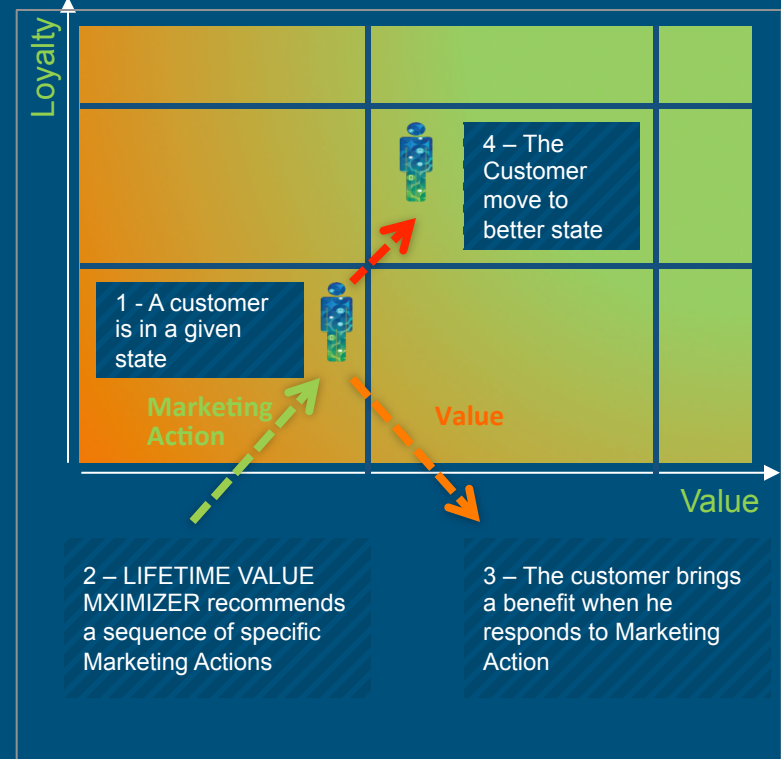 Loyalty
4 – The
Customer
move to
better state
1 - A customer
is in a given
state
Marketing
Action
Value
Value
2 – LIFETIME VALUE
MXIMIZER recommends
a sequence of specific
Marketing Actions
3 – The customer brings
a benefit when he
responds to Marketing
Action